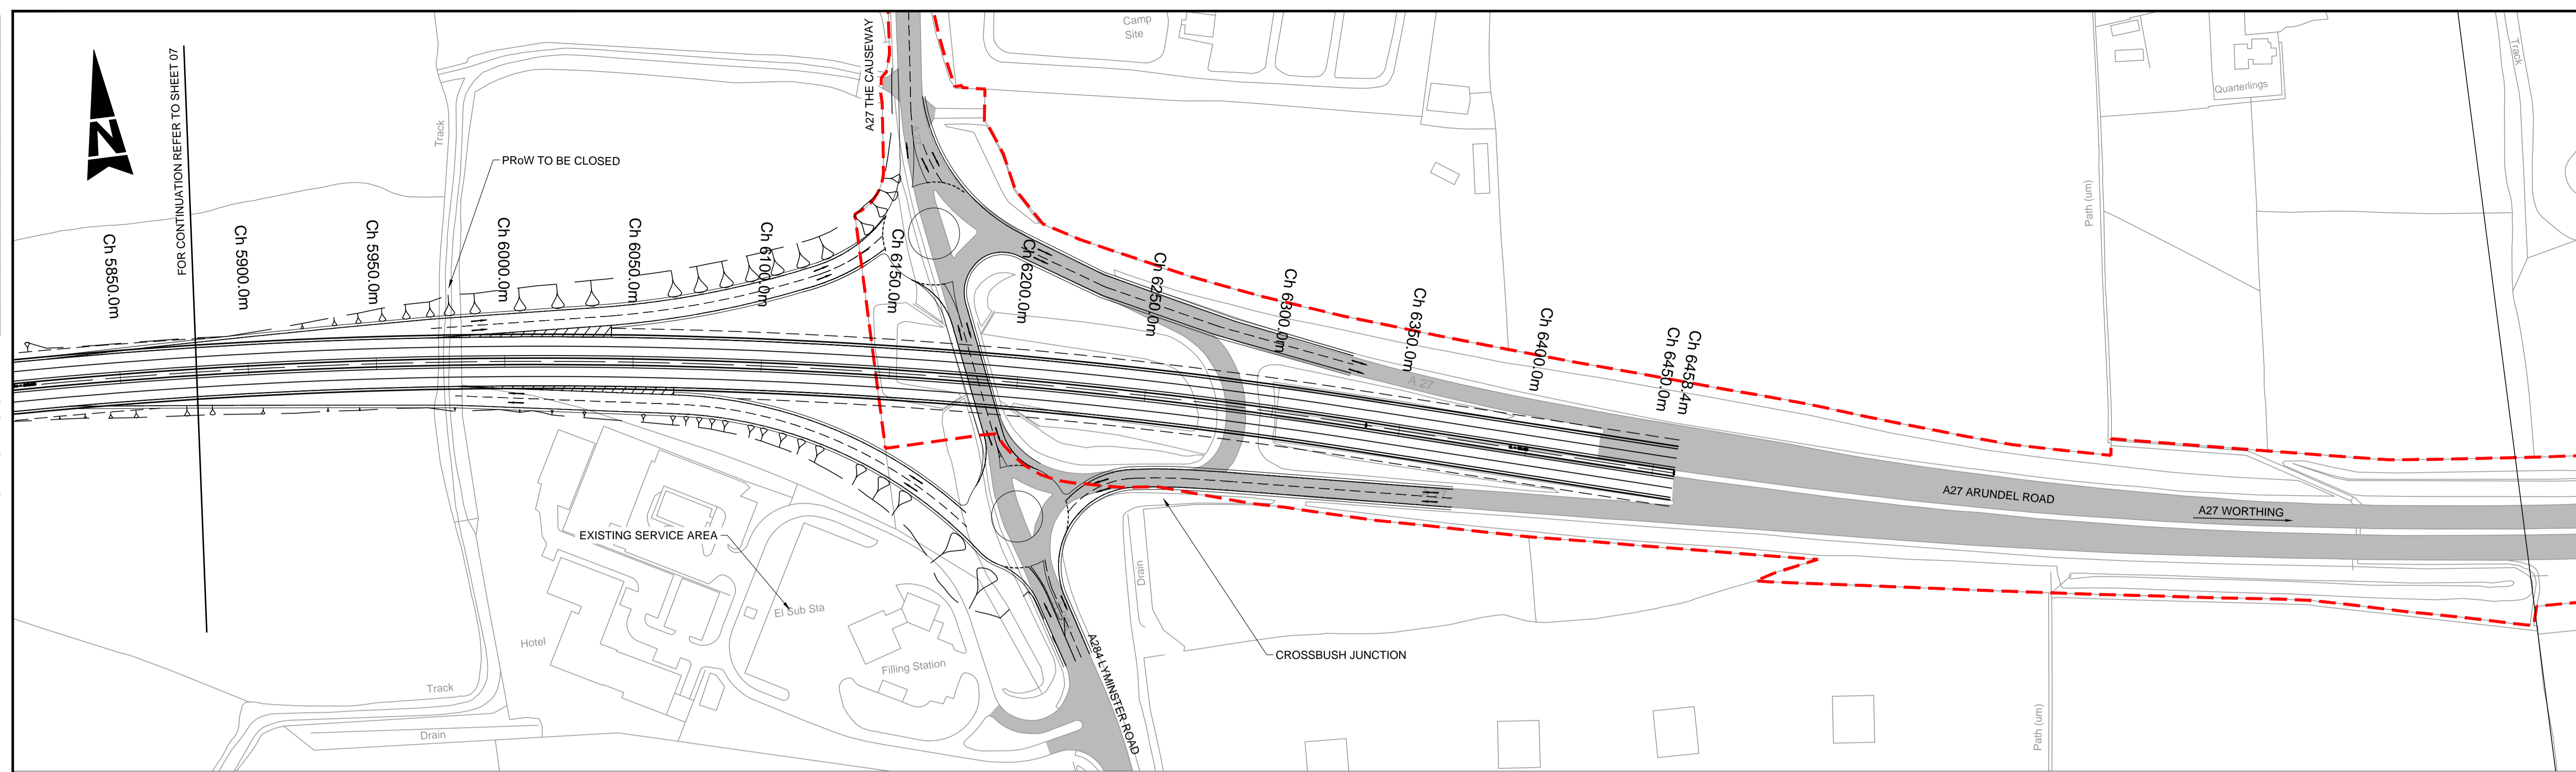 Camp
Site
A27 THE CAUSEWAY
FOR CONTINUATION REFER TO SHEET 07
N
Track
Track
Quarterlings
A 27
PRoW TO BE CLOSED
Path (um)
Ch 5850.0m
Ch 5900.0m
Ch 5950.0m
Ch 6000.0m
Ch 6050.0m
Ch 6100.0m
Ch 6150.0m
Ch 6200.0m
Ch 6250.0m
Ch 6300.0m
Ch 6350.0m
Ch 6400.0m
Ch 6450.0m
Ch 6458.4m
A 27
A27 ARUNDEL ROAD
A27 WORTHING
EXISTING SERVICE AREA
Drain
El Sub Sta
Hotel
Filling Station
CROSSBUSH JUNCTION
A284 LYMINSTER ROAD
Track
Drain
Path (um)